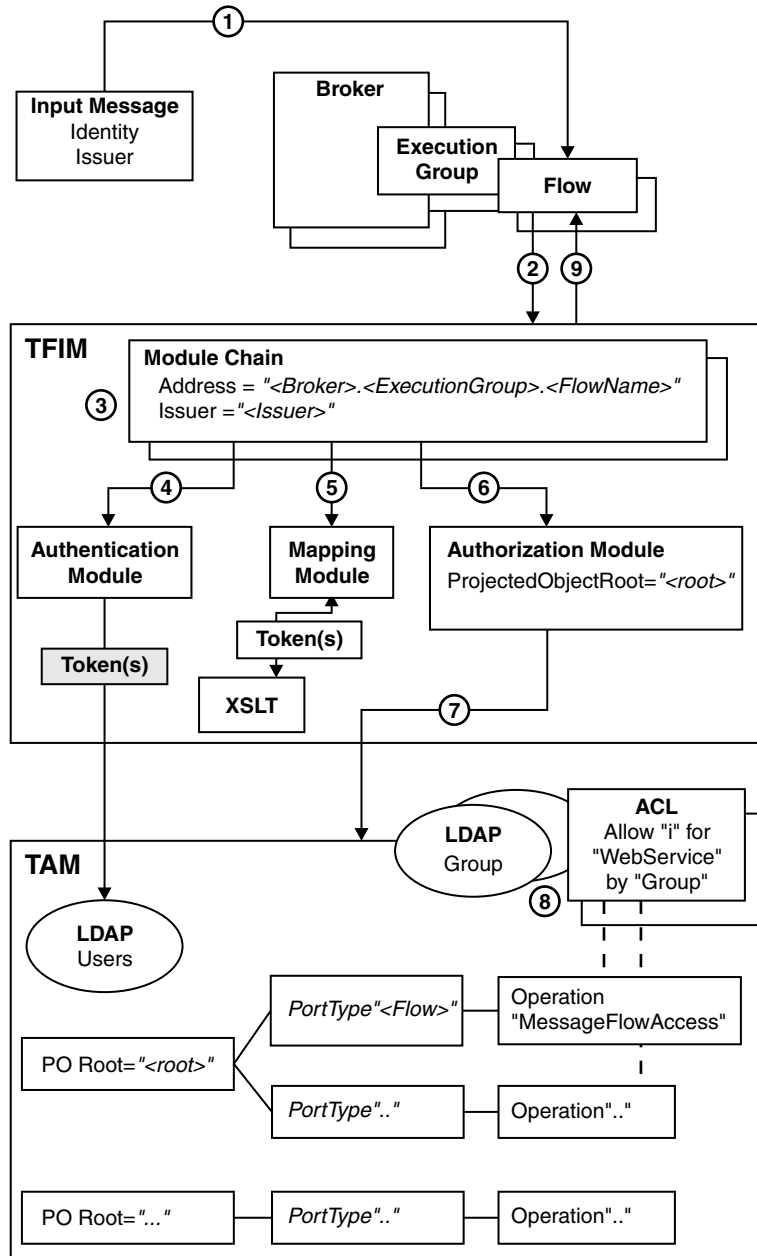 1
Input Message
Identity
Issuer
Broker
Execution
Group
Flow
2
9
TFIM
Module Chain
Address = "<Broker>.<ExecutionGroup>.<FlowName>"
Issuer ="<Issuer>"
3
4
5
6
Authentication
Module
Mapping
Module
Authorization Module
ProjectedObjectRoot="<root>"
Token(s)
Token(s)
XSLT
7
TAM
LDAP
Group
ACL
Allow "i" for
"WebService"
by "Group"
8
LDAP
Users
PortType"<Flow>"
Operation
"MessageFlowAccess"
PO Root="<root>"
PortType".."
Operation".."
PO Root="..."
PortType".."
Operation".."